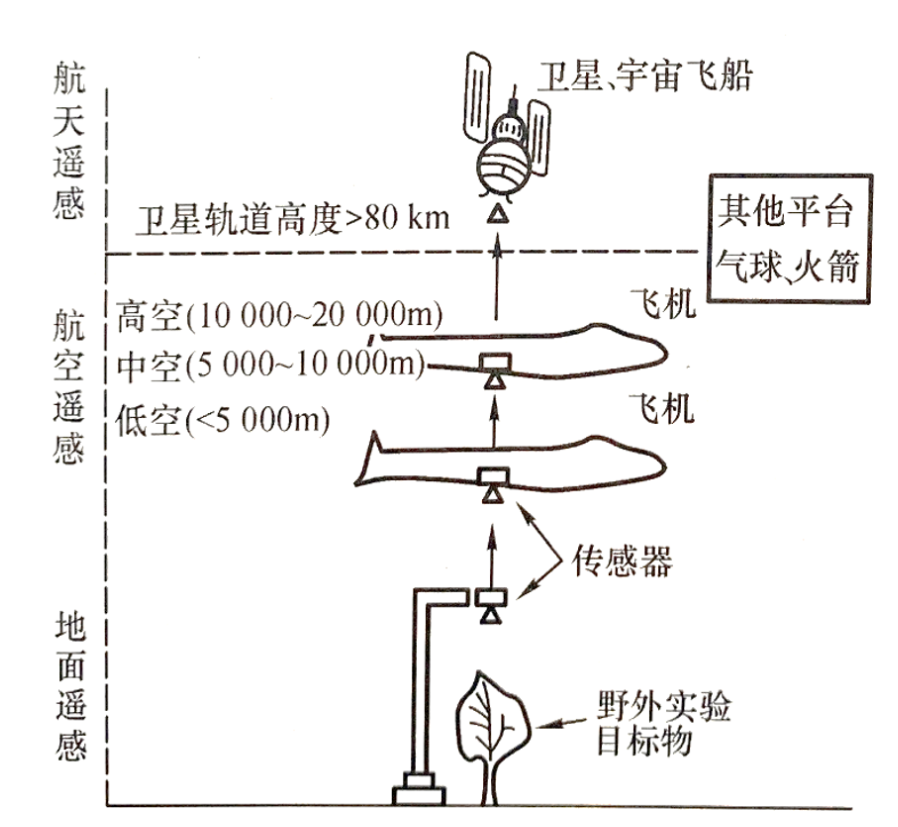 航天遥感
卫星、宇宙飞船
卫星轨道高度>80 km
其他平台
气球、火箭
航空遥感
高空(10 000~20 000m)
飞机
中空(5 000~10 000m)
低空(<5 000m)
飞机
传感器
地面遥感
野外实验
目标物